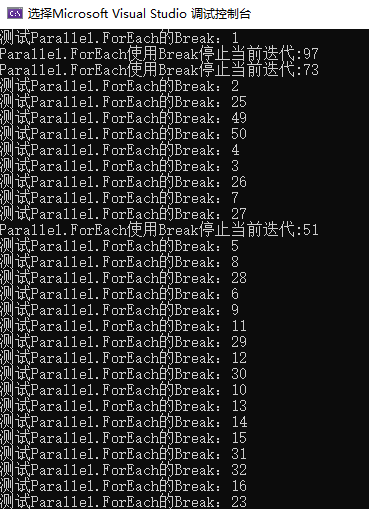 选择Microsoft Visual Studio 调试控制台
测试Parallel.ForEach的Break：1
Parallel.ForEach使用Break停止当前迭代:97
Parallel.ForEach使用Break停止当前迭代:73
测试Parallel.ForEach的Break：2
测试Parallel.ForEach的Break：25
测试Parallel.ForEach的Break：49
测试Parallel.ForEach的Break：50
测试Parallel.ForEach的Break：4
测试Parallel.ForEach的Break：3
测试Parallel.ForEach的Break：26
测试Parallel.ForEach的Break：7
测试Parallel.ForEach的Break：27
Parallel.ForEach使用Break停止当前迭代:51
测试Parallel.ForEach的Break：5
测试Parallel.ForEach的Break：8
测试Parallel.ForEach的Break：28
测试Parallel.ForEach的Break：6
测试Parallel.ForEach的Break：9
测试Parallel.ForEach的Break：11
测试Parallel.ForEach的Break：29
测试Parallel.ForEach的Break：12
测试Parallel.ForEach的Break：30
测试Parallel.ForEach的Break：10
测试Parallel.ForEach的Break：13
测试Parallel.ForEach的Break：14
测试Parallel.ForEach的Break：15
测试Parallel.ForEach的Break：31
测试Parallel.ForEach的Break：32
测试Parallel.ForEach的Break：16
测试Parallel.ForEach的Break：23